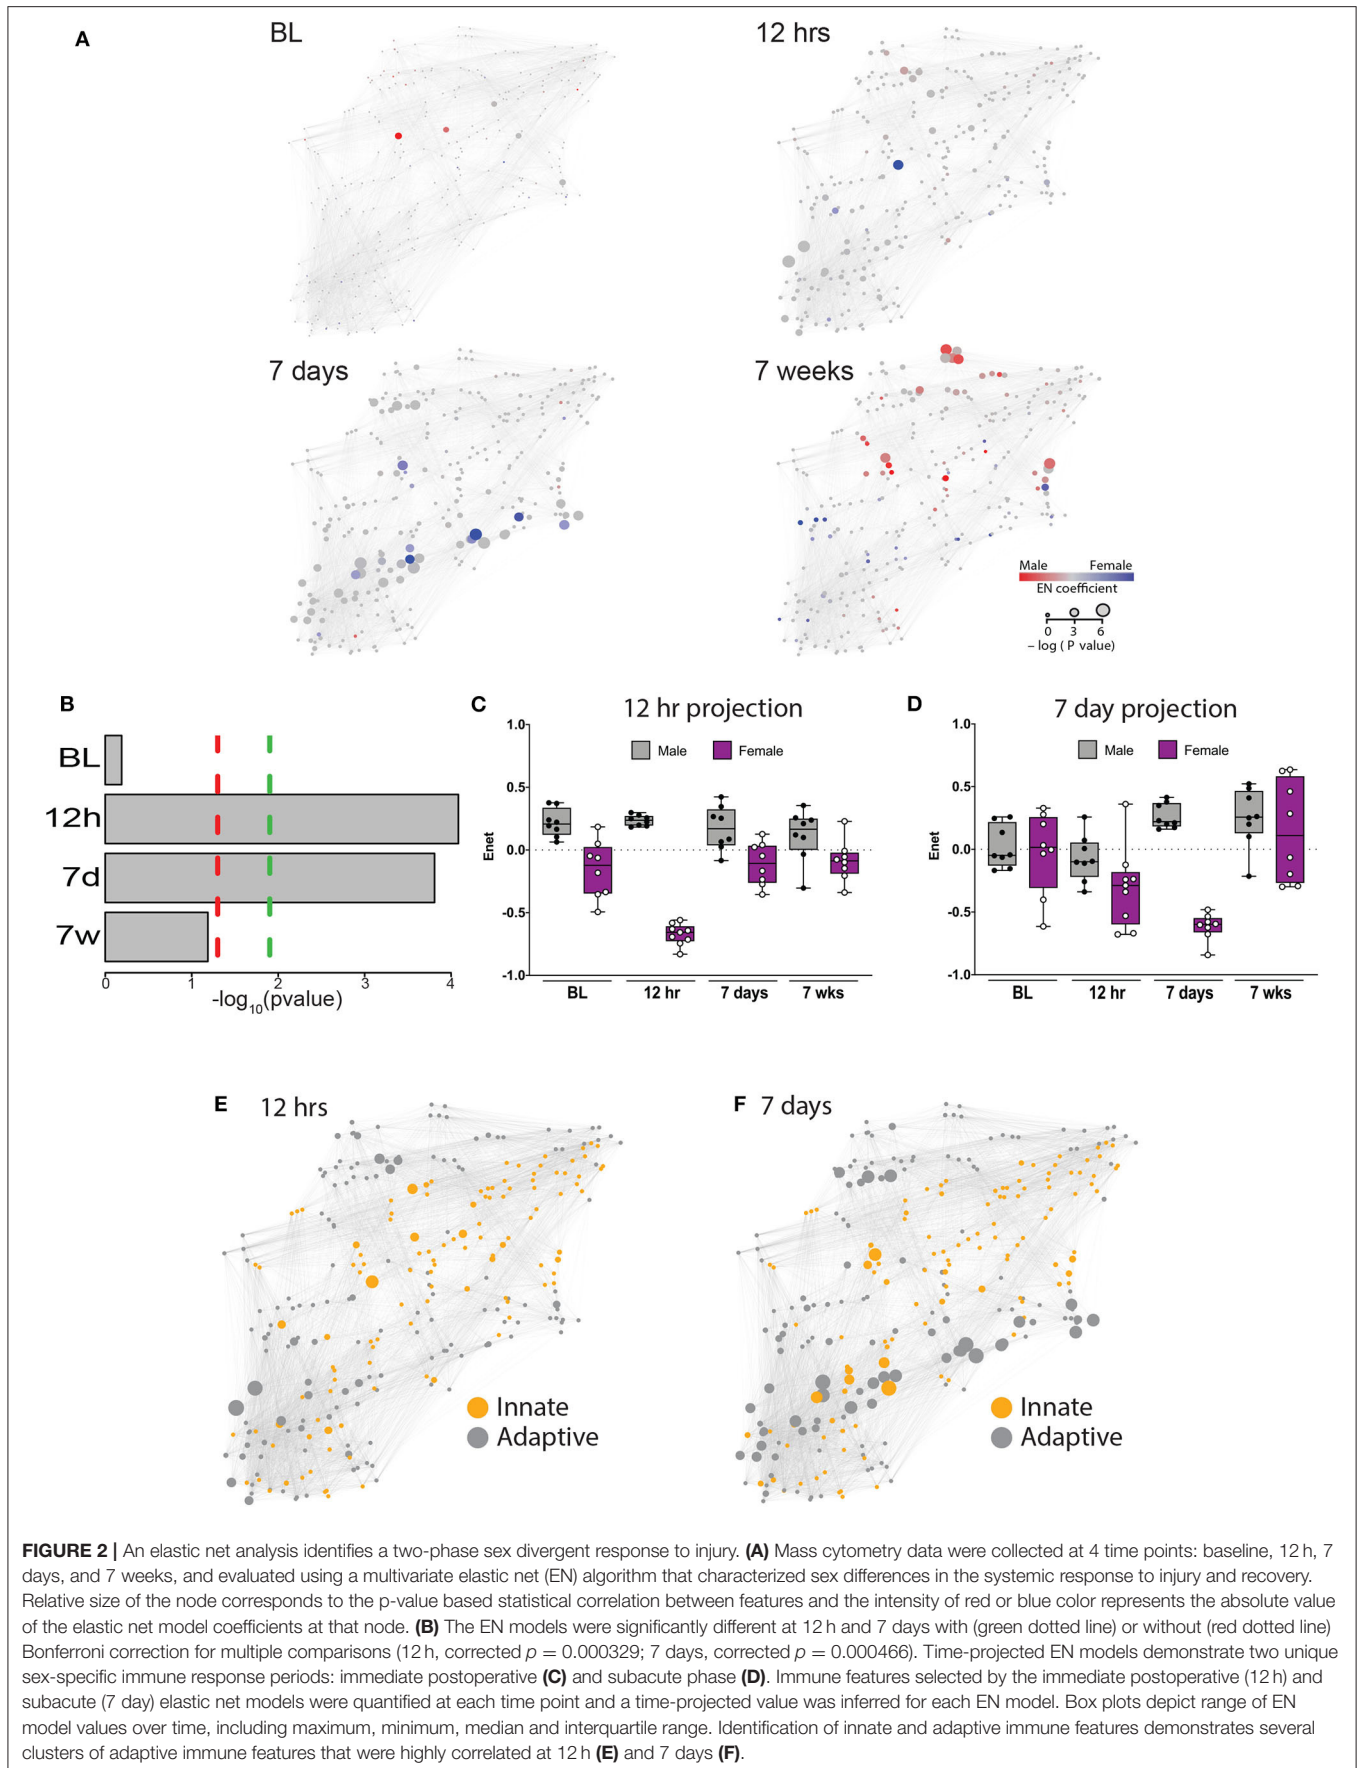 A
BL
12 hrs
7 days
7 weeks
Male Female
EN coefficient
0 3 6
– log ( P value)
B
BL
12h
7d
7w
0 1 2 3 4
-log10(pvalue)
C
12 hr projection
Male Female
1.0
0.5
0.0
-0.5
-1.0
Enet
BL 12 hr 7 days 7 wks
D
7 day projection
Male Female
1.0
0.5
0.0
-0.5
-1.0
Enet
BL 12 hr 7 days 7 wks
E 12 hrs
Innate
Adaptive
F 7 days
Innate
Adaptive
FIGURE 2 | An elastic net analysis identifies a two-phase sex divergent response to injury. (A) Mass cytometry data were collected at 4 time points: baseline, 12 h, 7
days, and 7 weeks, and evaluated using a multivariate elastic net (EN) algorithm that characterized sex differences in the systemic response to injury and recovery.
Relative size of the node corresponds to the p-value based statistical correlation between features and the intensity of red or blue color represents the absolute value
of the elastic net model coefficients at that node. (B) The EN models were significantly different at 12 h and 7 days with (green dotted line) or without (red dotted line)
Bonferroni correction for multiple comparisons (12 h, corrected p = 0.000329; 7 days, corrected p = 0.000466). Time-projected EN models demonstrate two unique
sex-specific immune response periods: immediate postoperative (C) and subacute phase (D). Immune features selected by the immediate postoperative (12 h) and
subacute (7 day) elastic net models were quantified at each time point and a time-projected value was inferred for each EN model. Box plots depict range of EN
model values over time, including maximum, minimum, median and interquartile range. Identification of innate and adaptive immune features demonstrates several
clusters of adaptive immune features that were highly correlated at 12 h (E) and 7 days (F).